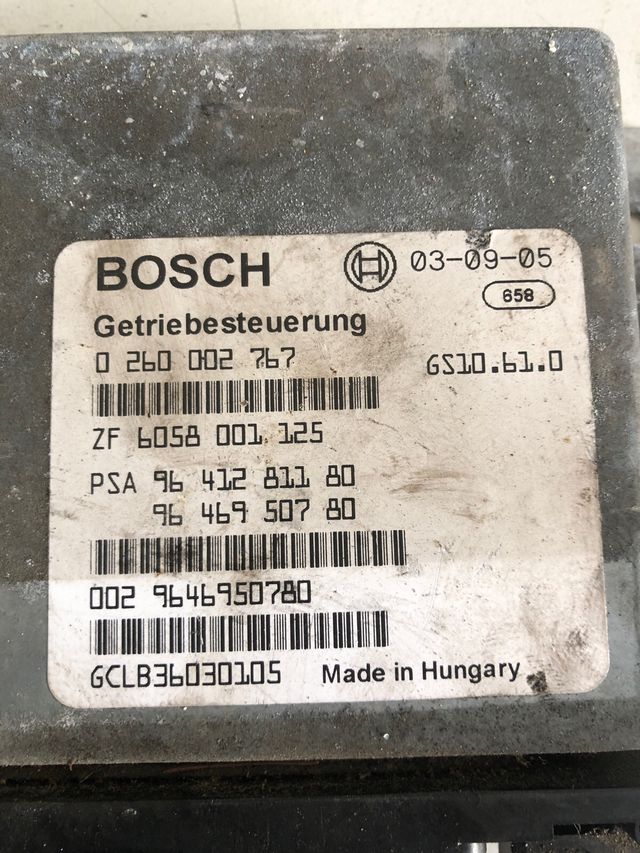 BOSCH 03-09-05
658
Getriebesteuerung
0 260 002 767 GS10.61.0
ZF 6058 001 125
PSA 96 412 811 80
96 469 507 80
002 9646950780
GCLB36030105 Made in Hungary